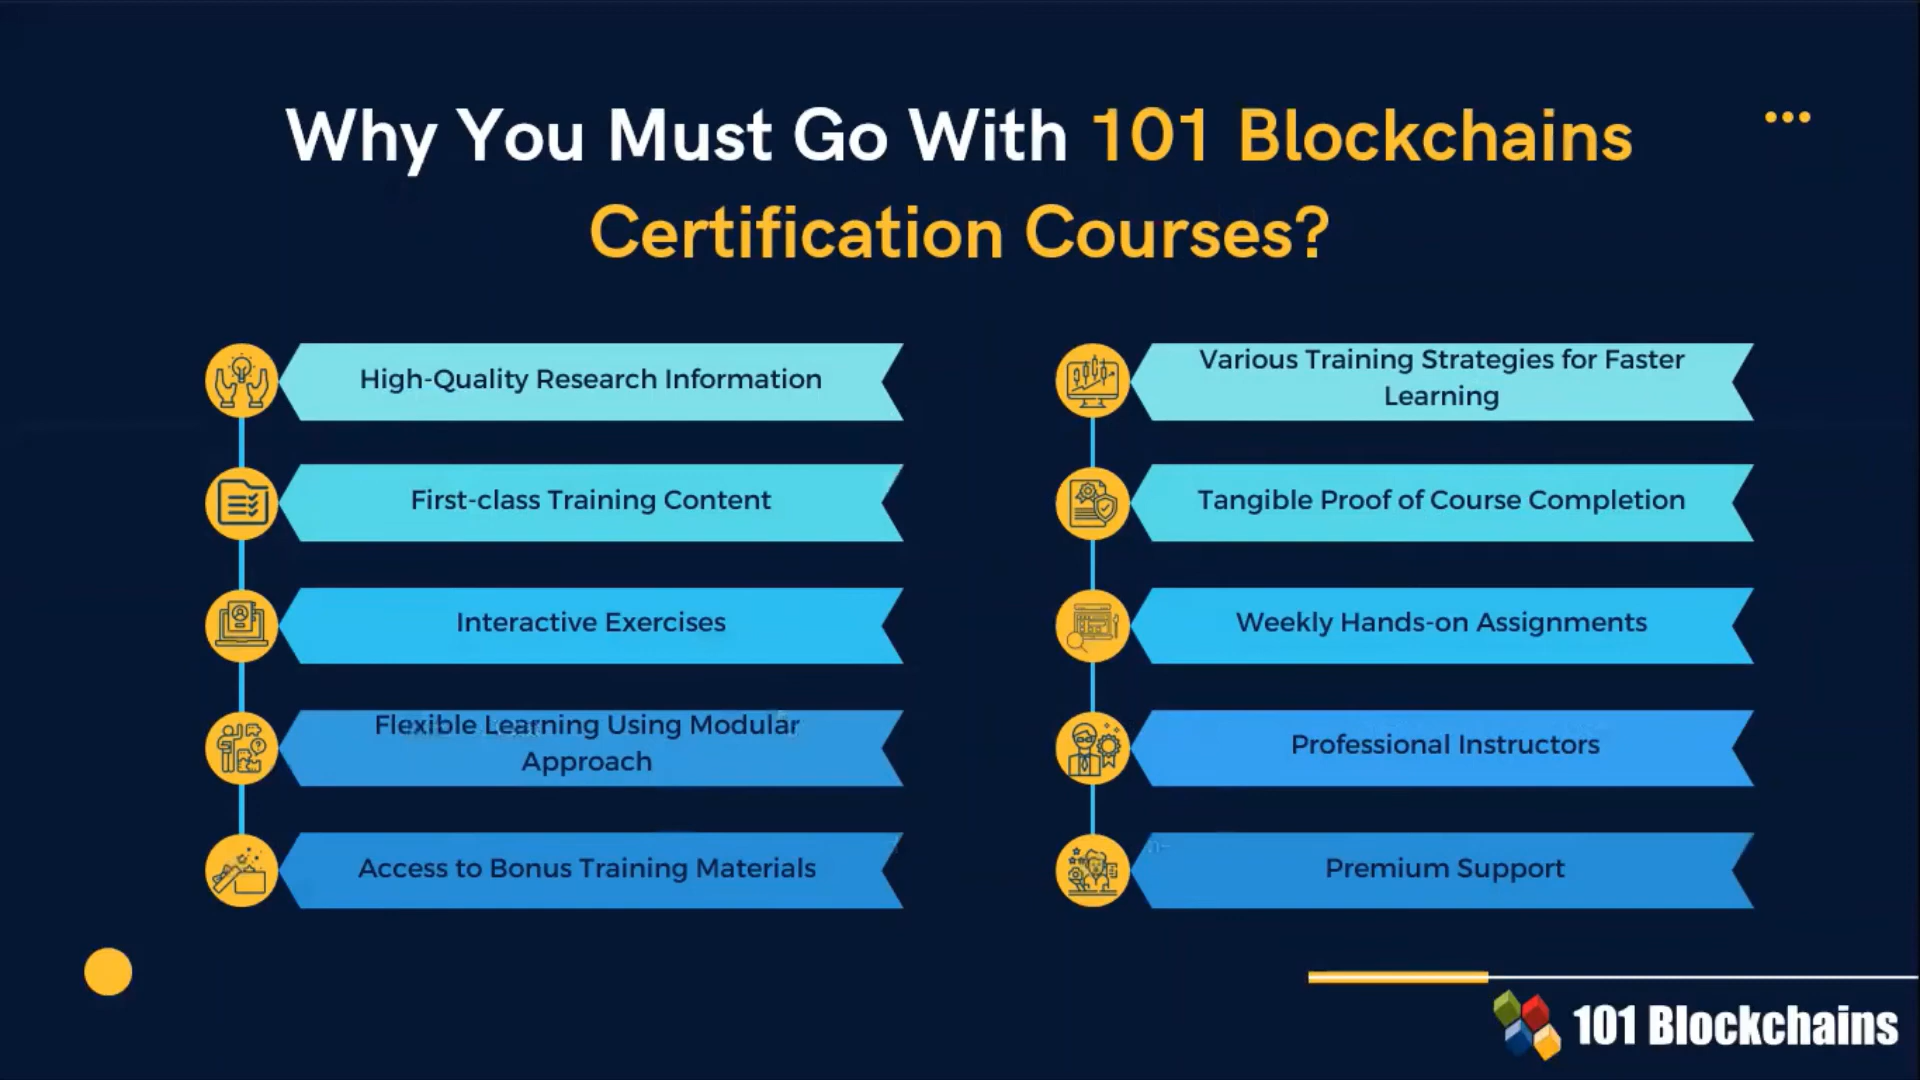 Why You Must Go With 101 Blockchains
Certification Courses?
High-Quality Research Information
First-class Training Content
Interactive Exercises
Flexible Learning Using Modular
Approach
Access to Bonus Training Materials
Various Training Strategies for Faster
Learning
Tangible Proof of Course Completion
Weekly Hands-on Assignments
Professional Instructors
Premium Support
101 Blockchains